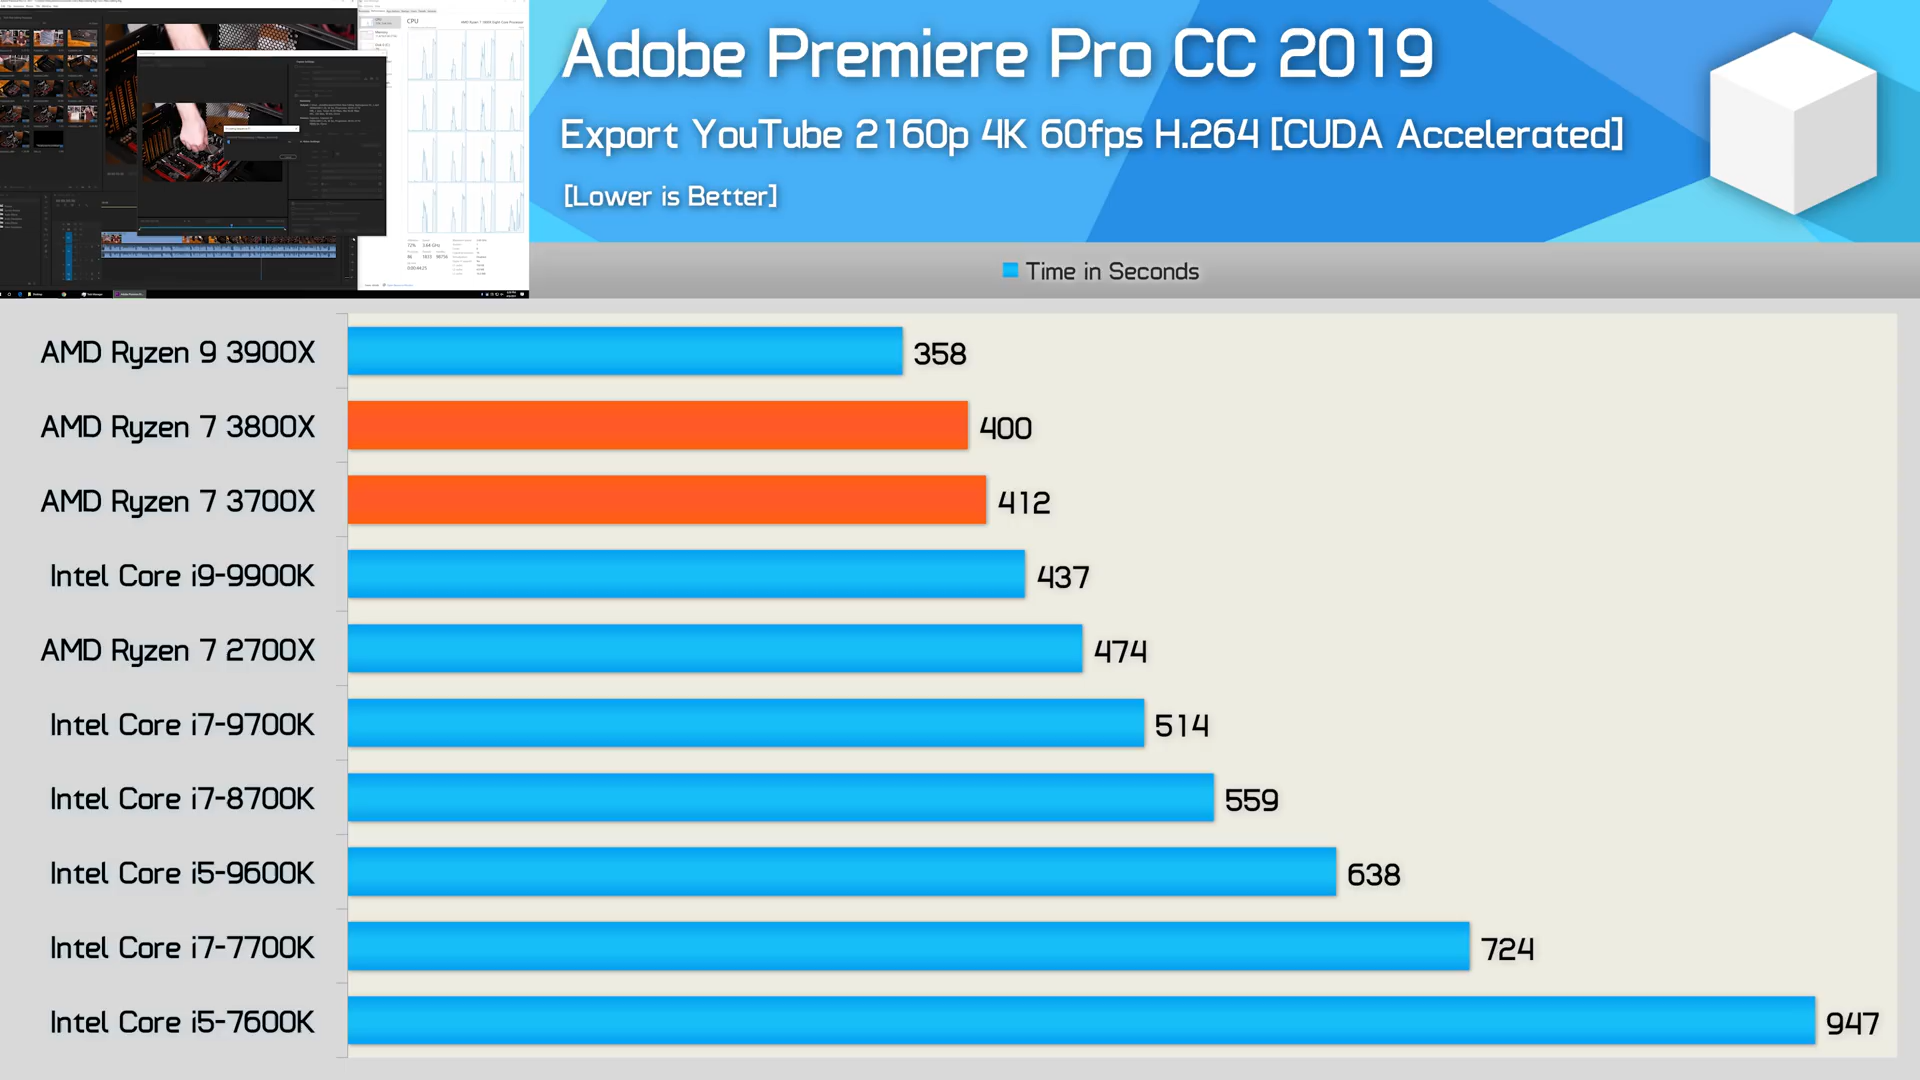 CPU
Adobe Premiere Pro CC 2019
Export YouTube 2160p 4K 60fps H.264 [CUDA Accelerated]
[Lower is Better]
Time in Seconds
AMD Ryzen 9 3900X 358
AMD Ryzen 7 3800X 400
AMD Ryzen 7 3700X 412
Intel Core i9-9900K 437
AMD Ryzen 7 2700X 474
Intel Core i7-9700K 514
Intel Core i7-8700K 559
Intel Core i5-9600K 638
Intel Core i7-7700K 724
Intel Core i5-7600K 947